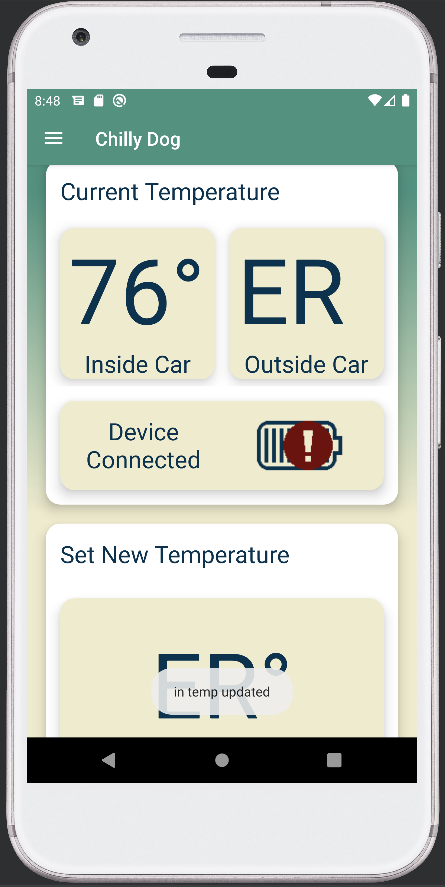 8:48
Chilly Dog
Current Temperature
76°
ER
Inside Car
Outside Car
Device
Connected
!
Set New Temperature
ER°
in temp updated